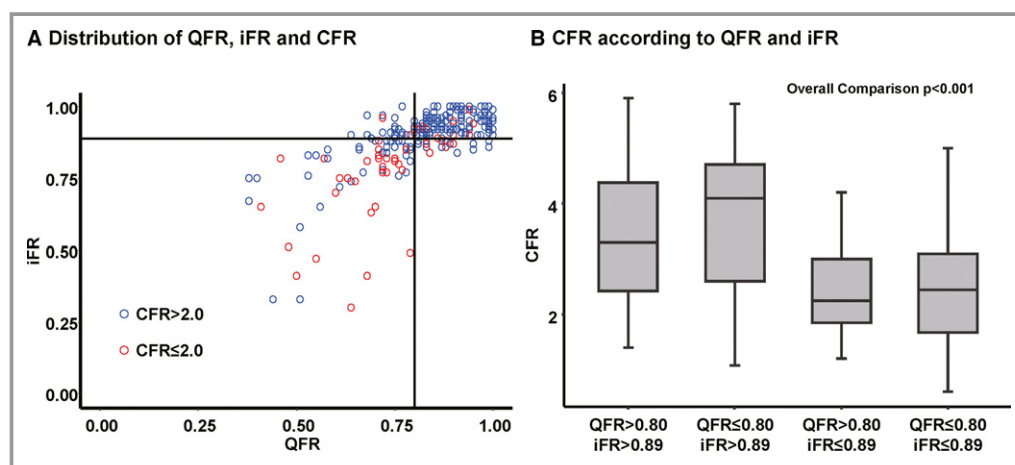 A Distribution of QFR, iFR and CFR
1.00
0.75
0.50
0.25
0.00
iFR
CFR>2.0
CFR≤2.0
0.00 0.25 0.50 0.75 1.00
QFR
B CFR according to QFR and iFR
Overall Comparison p<0.001
6
4
2
CFR
QFR>0.80 QFR≤0.80 QFR>0.80 QFR≤0.80
iFR>0.89 iFR>0.89 iFR≤0.89 iFR≤0.89